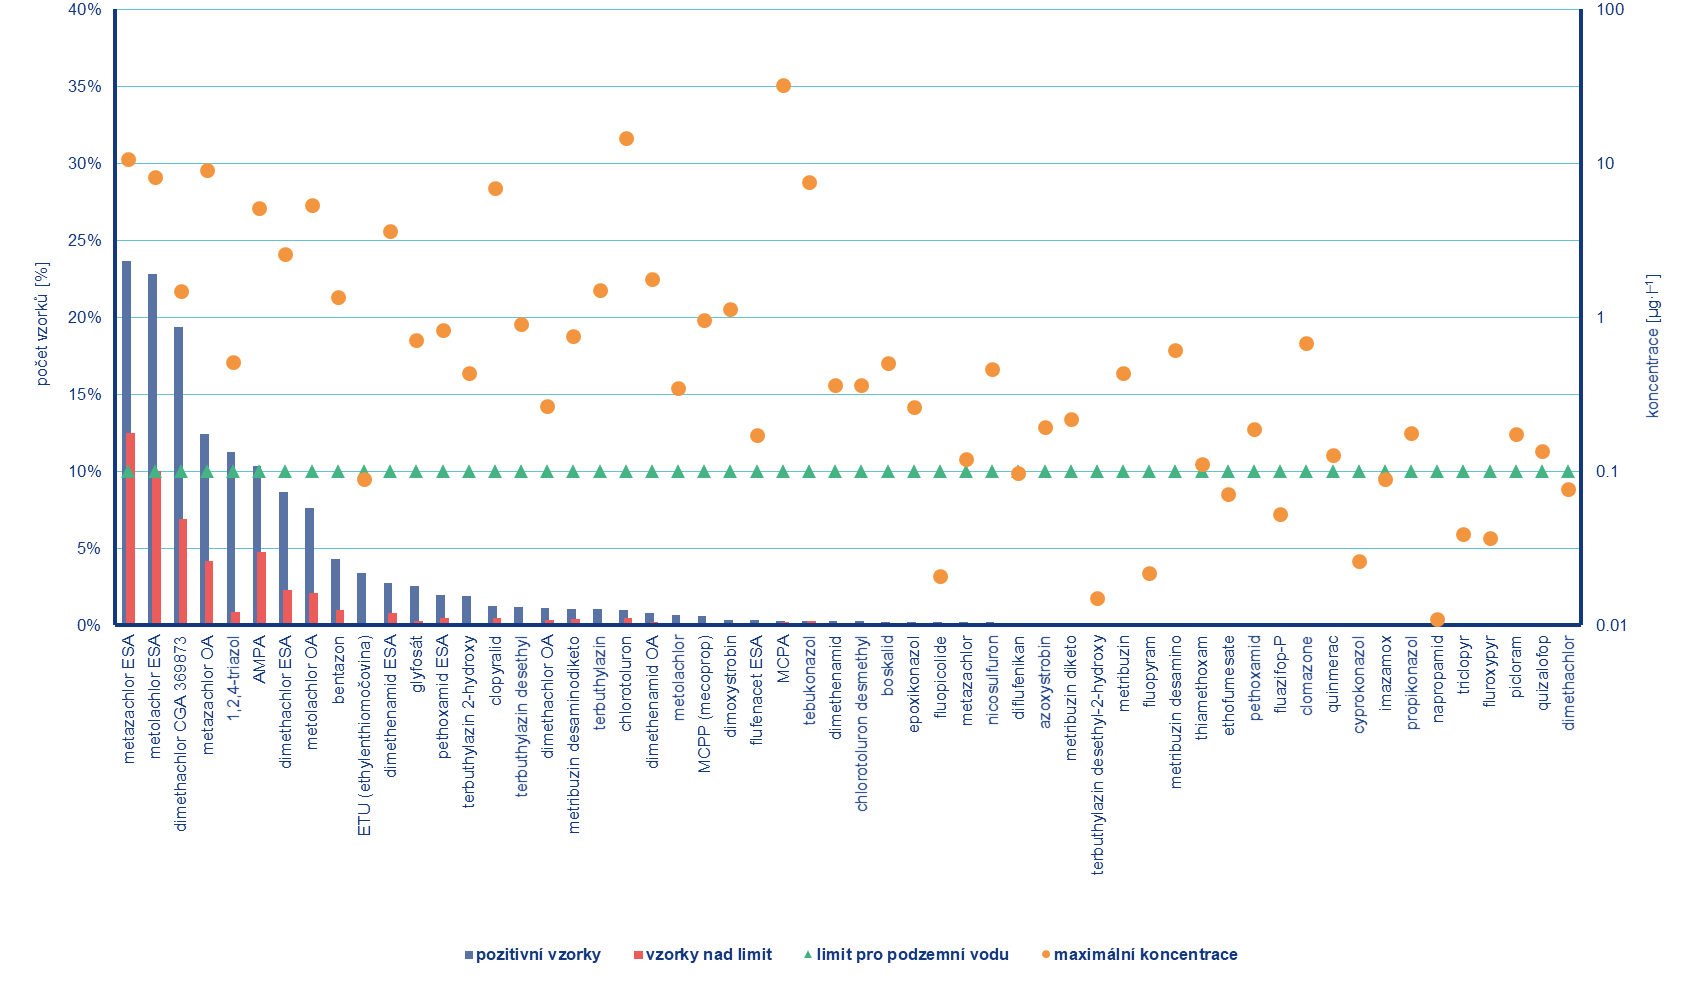 40%
35%
30%
25%
20%
15%
10%
5%
0%
počet vzorků [%]
100
10
1
0.1
0.01
koncentrace [µg·l⁻¹]
metazachlor ESA
metolachlor ESA
dimethachlor CGA 369873
metazachlor OA
1,2,4-triazol
AMPA
dimethachlor ESA
metolachlor OA
bentazon
ETU (ethylenthiomočovina)
dimethenamid ESA
glyfosát
pethoxamid ESA
terbuthylazin 2-hydroxy
clopyralid
terbuthylazin desethyl
dimethachlor OA
metribuzin desaminodiketo
terbuthylazin
chlorotoluron
dimethenamid OA
metolachlor
MCPP (mecoprop)
dimoxystrobin
flufenacet ESA
MCPA
tebukonazol
dimethenamid
chlorotoluron desmethyl
boskalid
epoxikonazol
fluopicolide
metazachlor
nicosulfuron
diflufenikan
azoxystrobin
metribuzin diketo
terbuthylazin desethyl-2-hydroxy
metribuzin
fluopyram
metribuzin desamino
thiamethoxam
ethofumesate
pethoxamid
fluazifop-P
clomazone
quinmerac
cyprokonazol
imazamox
propikonazol
napropamid
triclopyr
fluroxypyr
picloram
quizalofop
dimethachlor
pozitivní vzorky
vzorky nad limit
limit pro podzemní vodu
maximální koncentrace